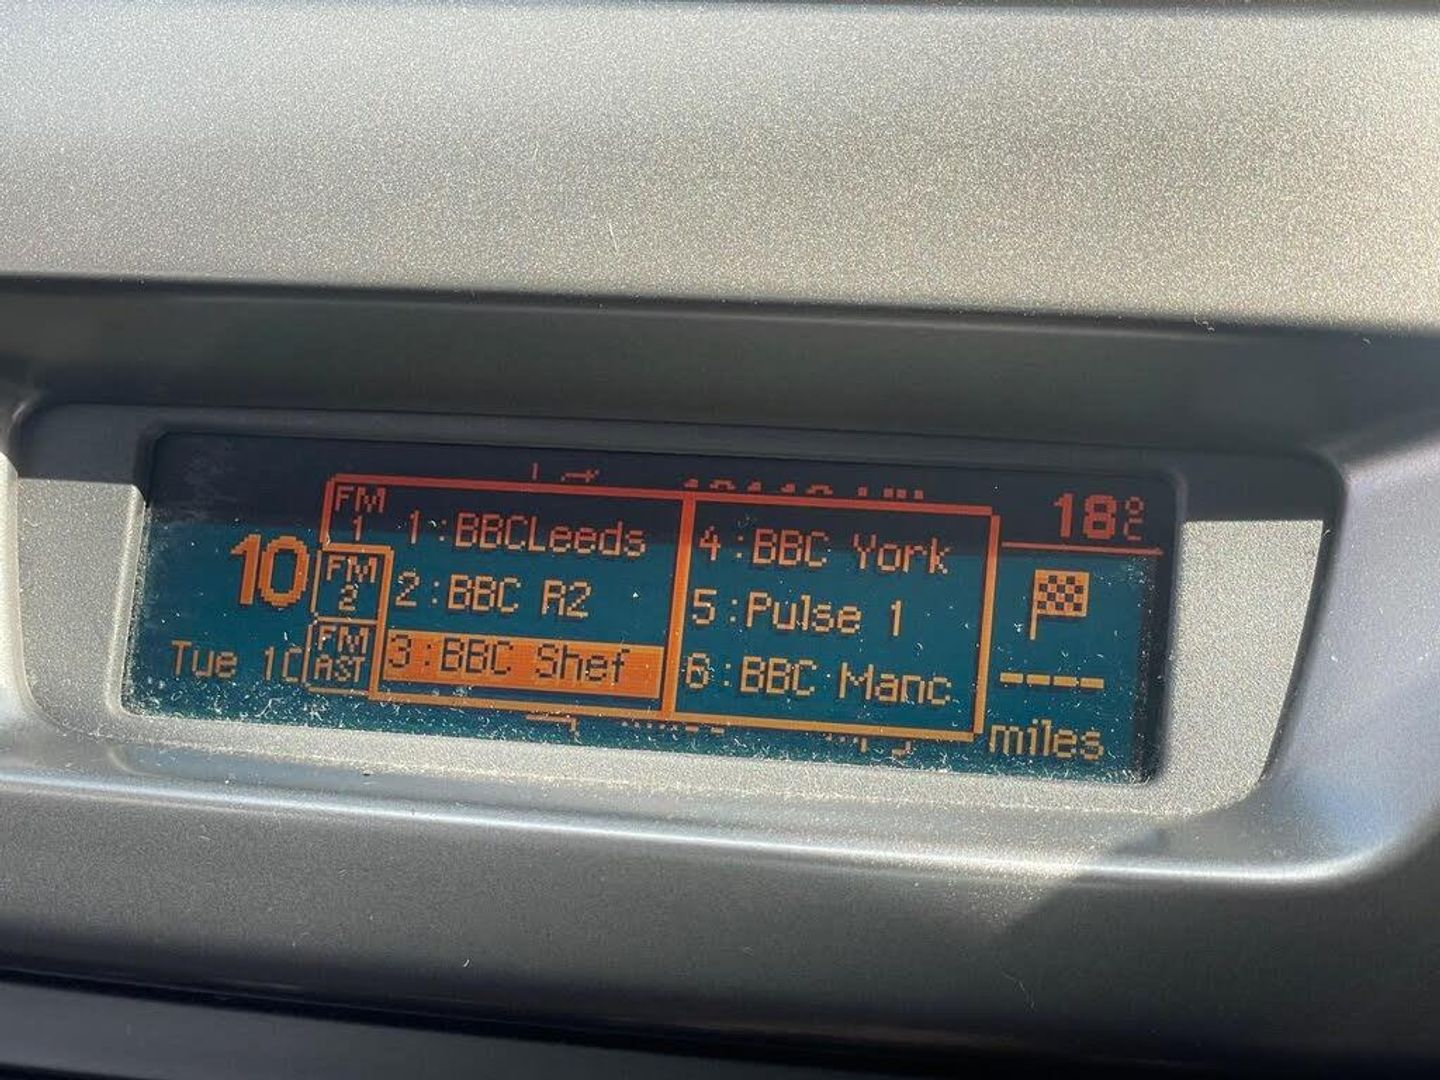 10
Tue 10
FM
1
FM
2
FM
AST
1:BBCLeeds
2:BBC R2
3:BBC Shef
4:BBC York
5:Pulse 1
6:BBC Manc
18°C
----
miles